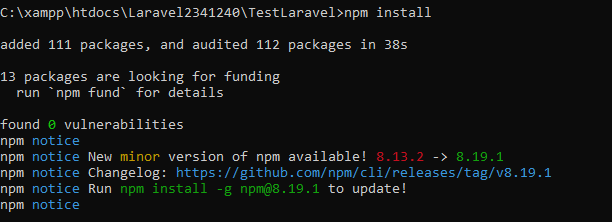 C:\xampp\htdocs\Laravel2341240\TestLaravel>npm install
added 111 packages, and audited 112 packages in 38s
13 packages are looking for funding
  run `npm fund` for details
found 0 vulnerabilities
npm notice
npm notice New minor version of npm available! 8.13.2 -> 8.19.1
npm notice Changelog: https://github.com/npm/cli/releases/tag/v8.19.1
npm notice Run npm install -g npm@8.19.1 to update!
npm notice